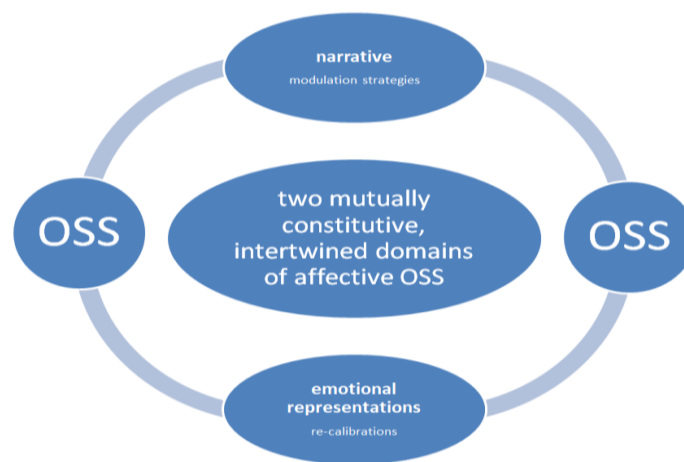 narrative
modulation strategies
OSS
two mutually
constitutive,
intertwined domains
of affective OSS
OSS
emotional
representations
re-calibrations